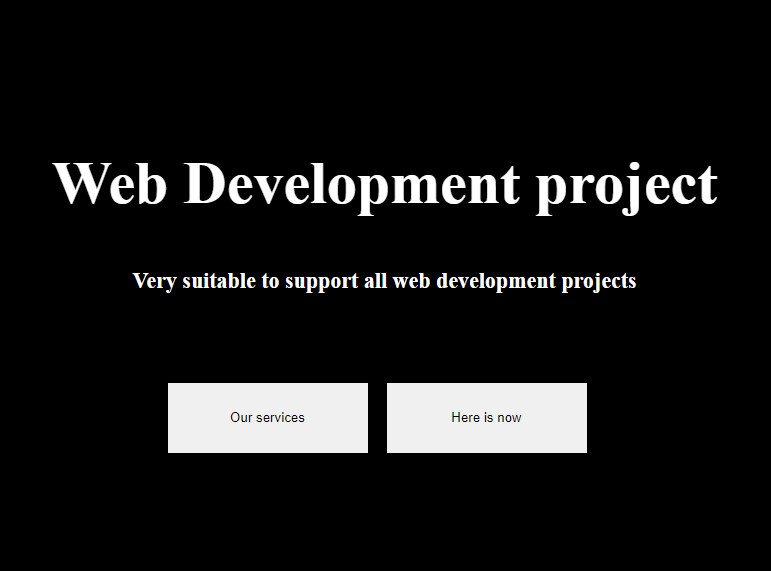 Web Development project
Very suitable to support all web development projects
Our services
Here is now